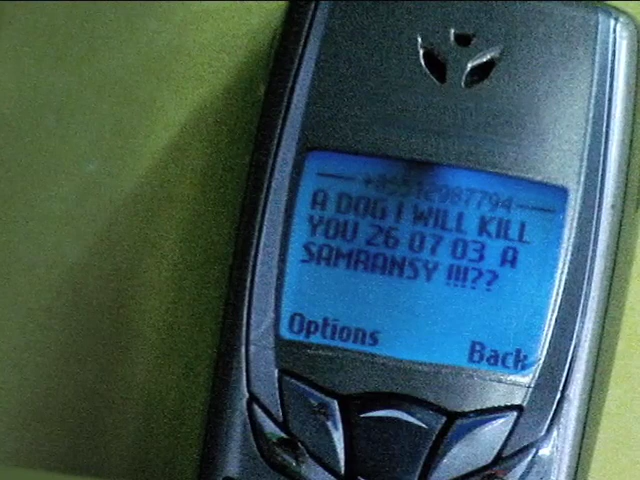 A DOG I WILL KILL
YOU 26 07 03 A
SAMRANSY !!!??
Options
Back